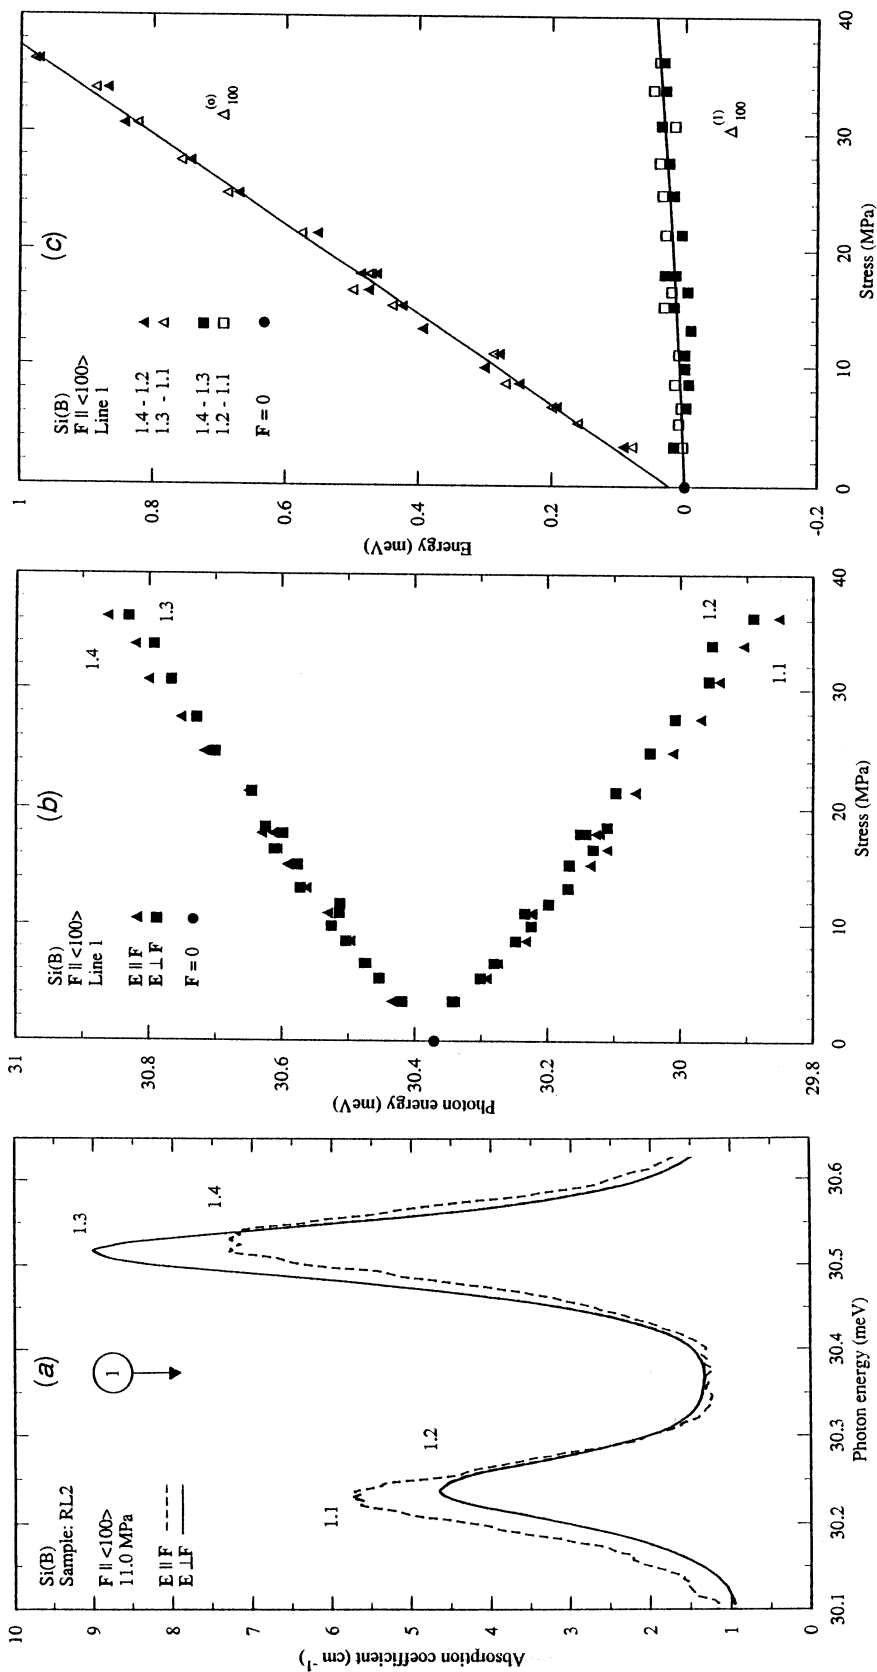 (a)
Si(B)
Sample: RL2
F || <100>
11.0 MPa
E || F
E ⊥ F
1
1.1
1.2
1.3
1.4
10
9
8
7
6
5
4
3
2
1
0
Absorption coefficient (cm⁻¹)
30.1
30.2
30.3
30.4
30.5
30.6
Photon energy (meV)
(b)
Si(B)
F || <100>
Line 1
E || F
E ⊥ F
F = 0
1.4
1.3
1.2
1.1
31
30.8
30.6
30.4
30.2
30
29.8
Photon energy (meV)
0
10
20
30
40
Stress (MPa)
(c)
Si(B)
F || <100>
Line 1
1.4 - 1.2
1.3 - 1.1
1.4 - 1.3
1.2 - 1.1
F = 0
Δ₁₀₀⁽⁰⁾
Δ₁₀₀⁽¹⁾
1
0.8
0.6
0.4
0.2
0
-0.2
Energy (meV)
0
10
20
30
40
Stress (MPa)